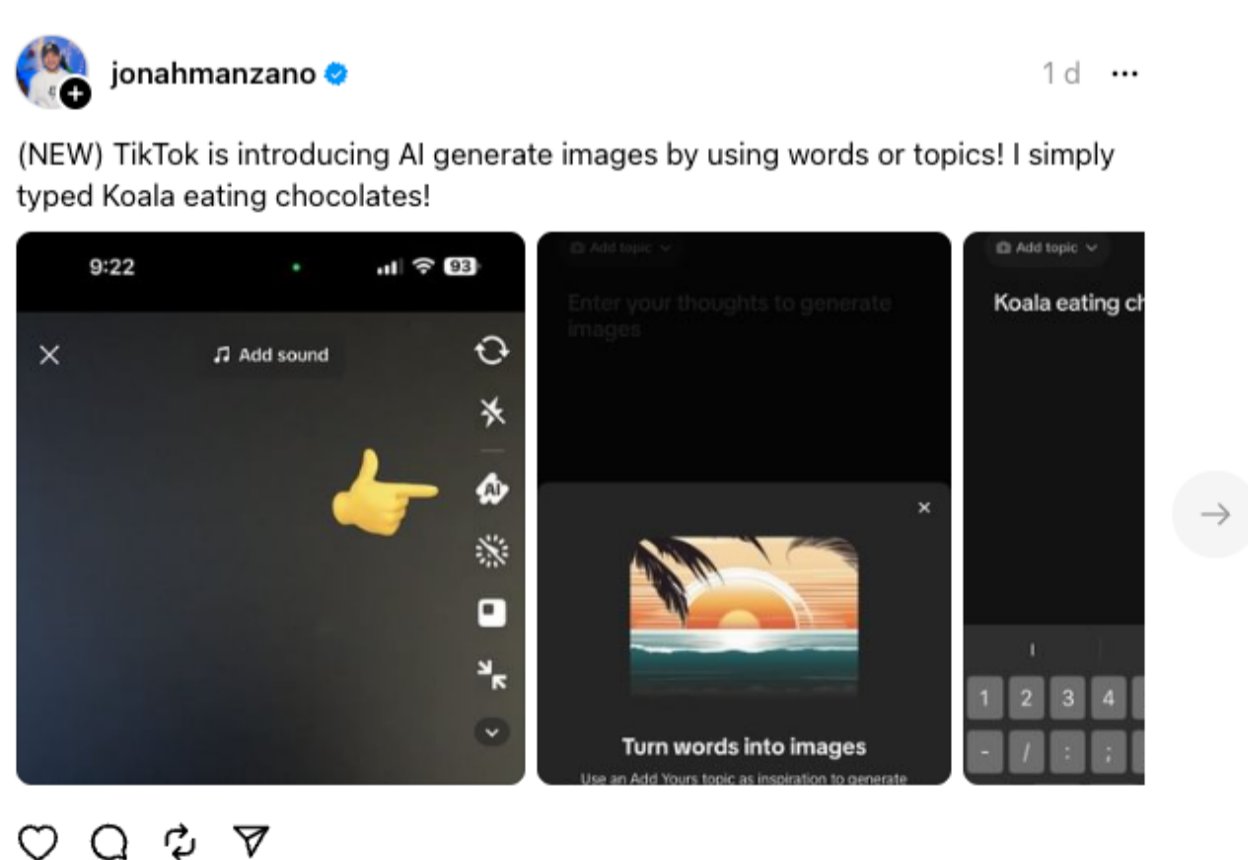 jonahmanzano
1 d
(NEW) TikTok is introducing AI generate images by using words or topics! I simply
typed Koala eating chocolates!
9:22
93
Add sound
AI
Add topic
Enter your thoughts to generate
images
Turn words into images
Use an Add Yours topic as inspiration to generate
Add topic
Koala eating ch
I
1 2 3 4
- / : ;